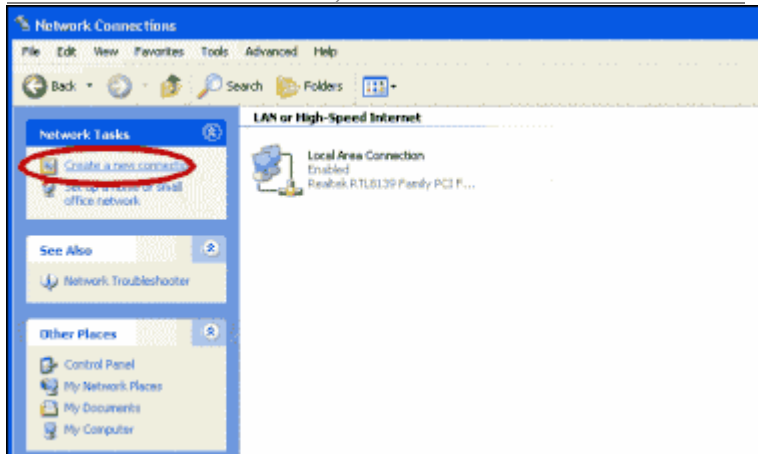 Network Connections
File Edit View Favorites Tools Advanced Help
Back Search Folders
LAN or High-Speed Internet
Network Tasks
Create a new connecti
Set up a home or small
office network
Local Area Connection
Enabled
Realtek RTL8139 Family PCI F...
See Also
Network Troubleshooter
Other Places
Control Panel
My Network Places
My Documents
My Computer